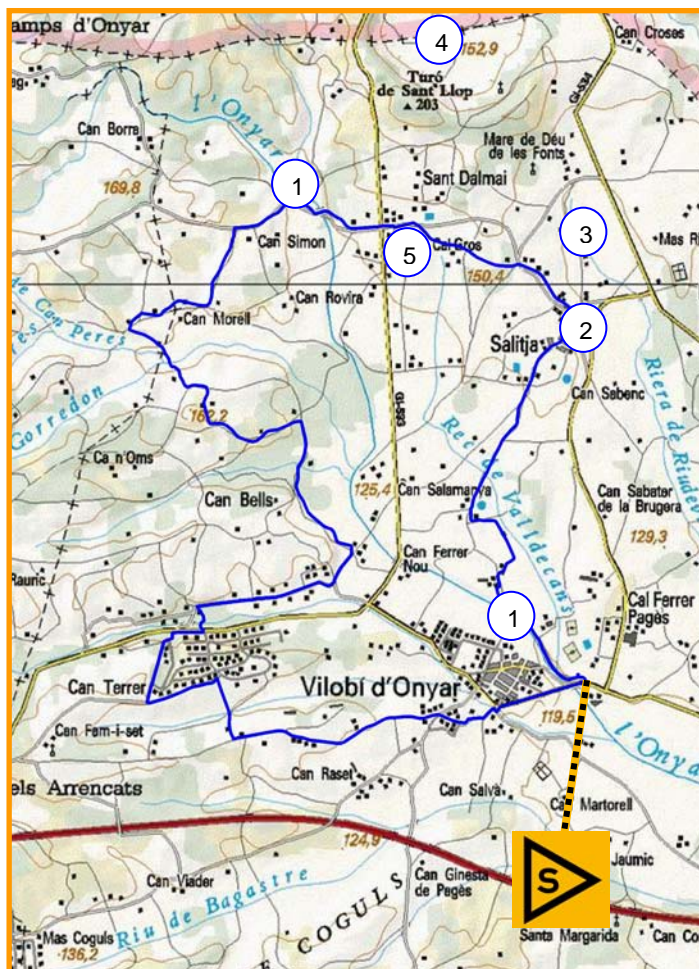 amps d'Onyar
4
152,9
Can Croses
Turó
de Sant Llop
203
GI-534
l'Onyar
Can Borra
Mare de Déu
de les Fonts
169,8
1
Sant Dalmai
3
Can Simon
5
Cal Gros
150,4
Mas Ri
de Can Peres
Can Rovira
Can Morell
2
Salitja
Gorredon
Can Sabenc
Riera de Riudev
162,2
GI-533
Rec de Valldecans
Ca n'Oms
125,4
Can Salamanya
Can Bells
Can Sabater
de la Brugera
129,3
Can Ferrer
Nou
Rauric
1
Cal Ferrer
Pagès
Can Terrer
Vilobí d'Onyar
119,5
l'Onya
Can Fam-i-set
Can Raset
Can Salvà
Can Martorell
els Arrencats
124,9
S
Jaumic
Can Viader
Can Ginesta
de Pagès
Riu de Bagastre
E COGULS
Mas Coguls
136,2
Santa Margarida
Can Co